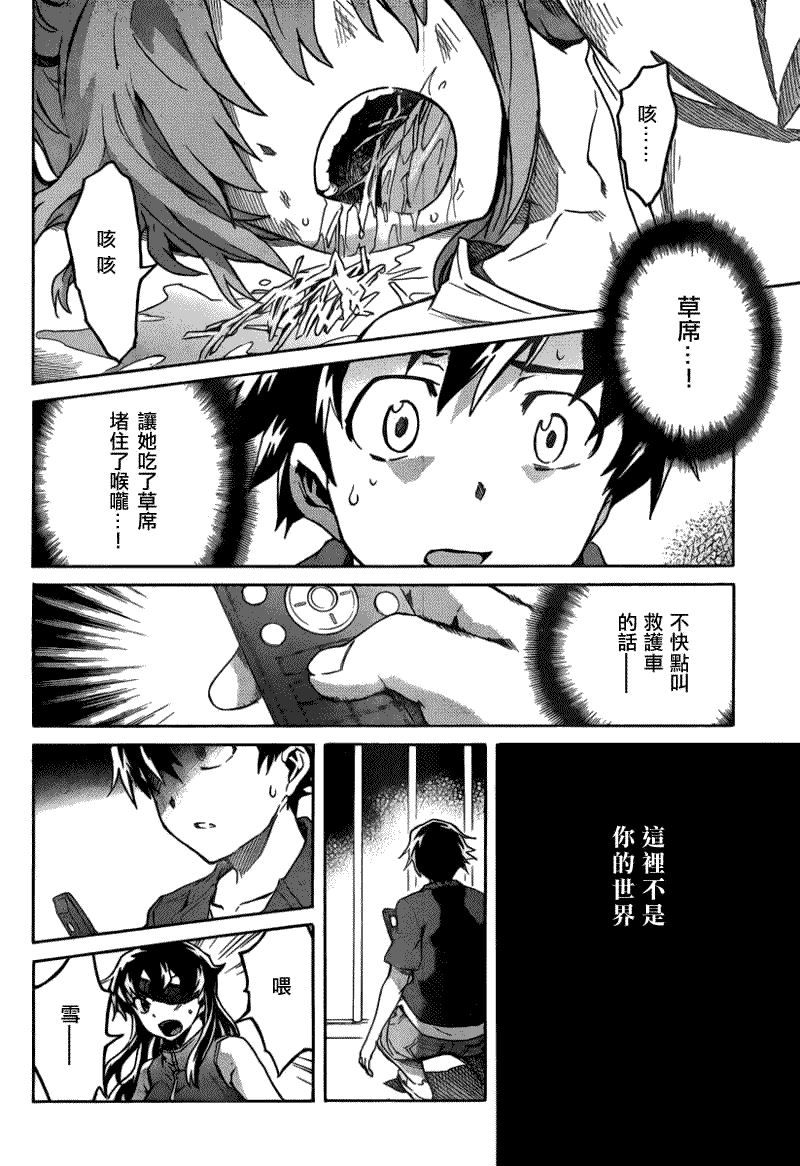 咳……
咳
咳
草席…！
讓她吃了草席
堵住了喉嚨…！
不快點叫
救護車
的話──
這裡不是
你的世界
喂
雪──